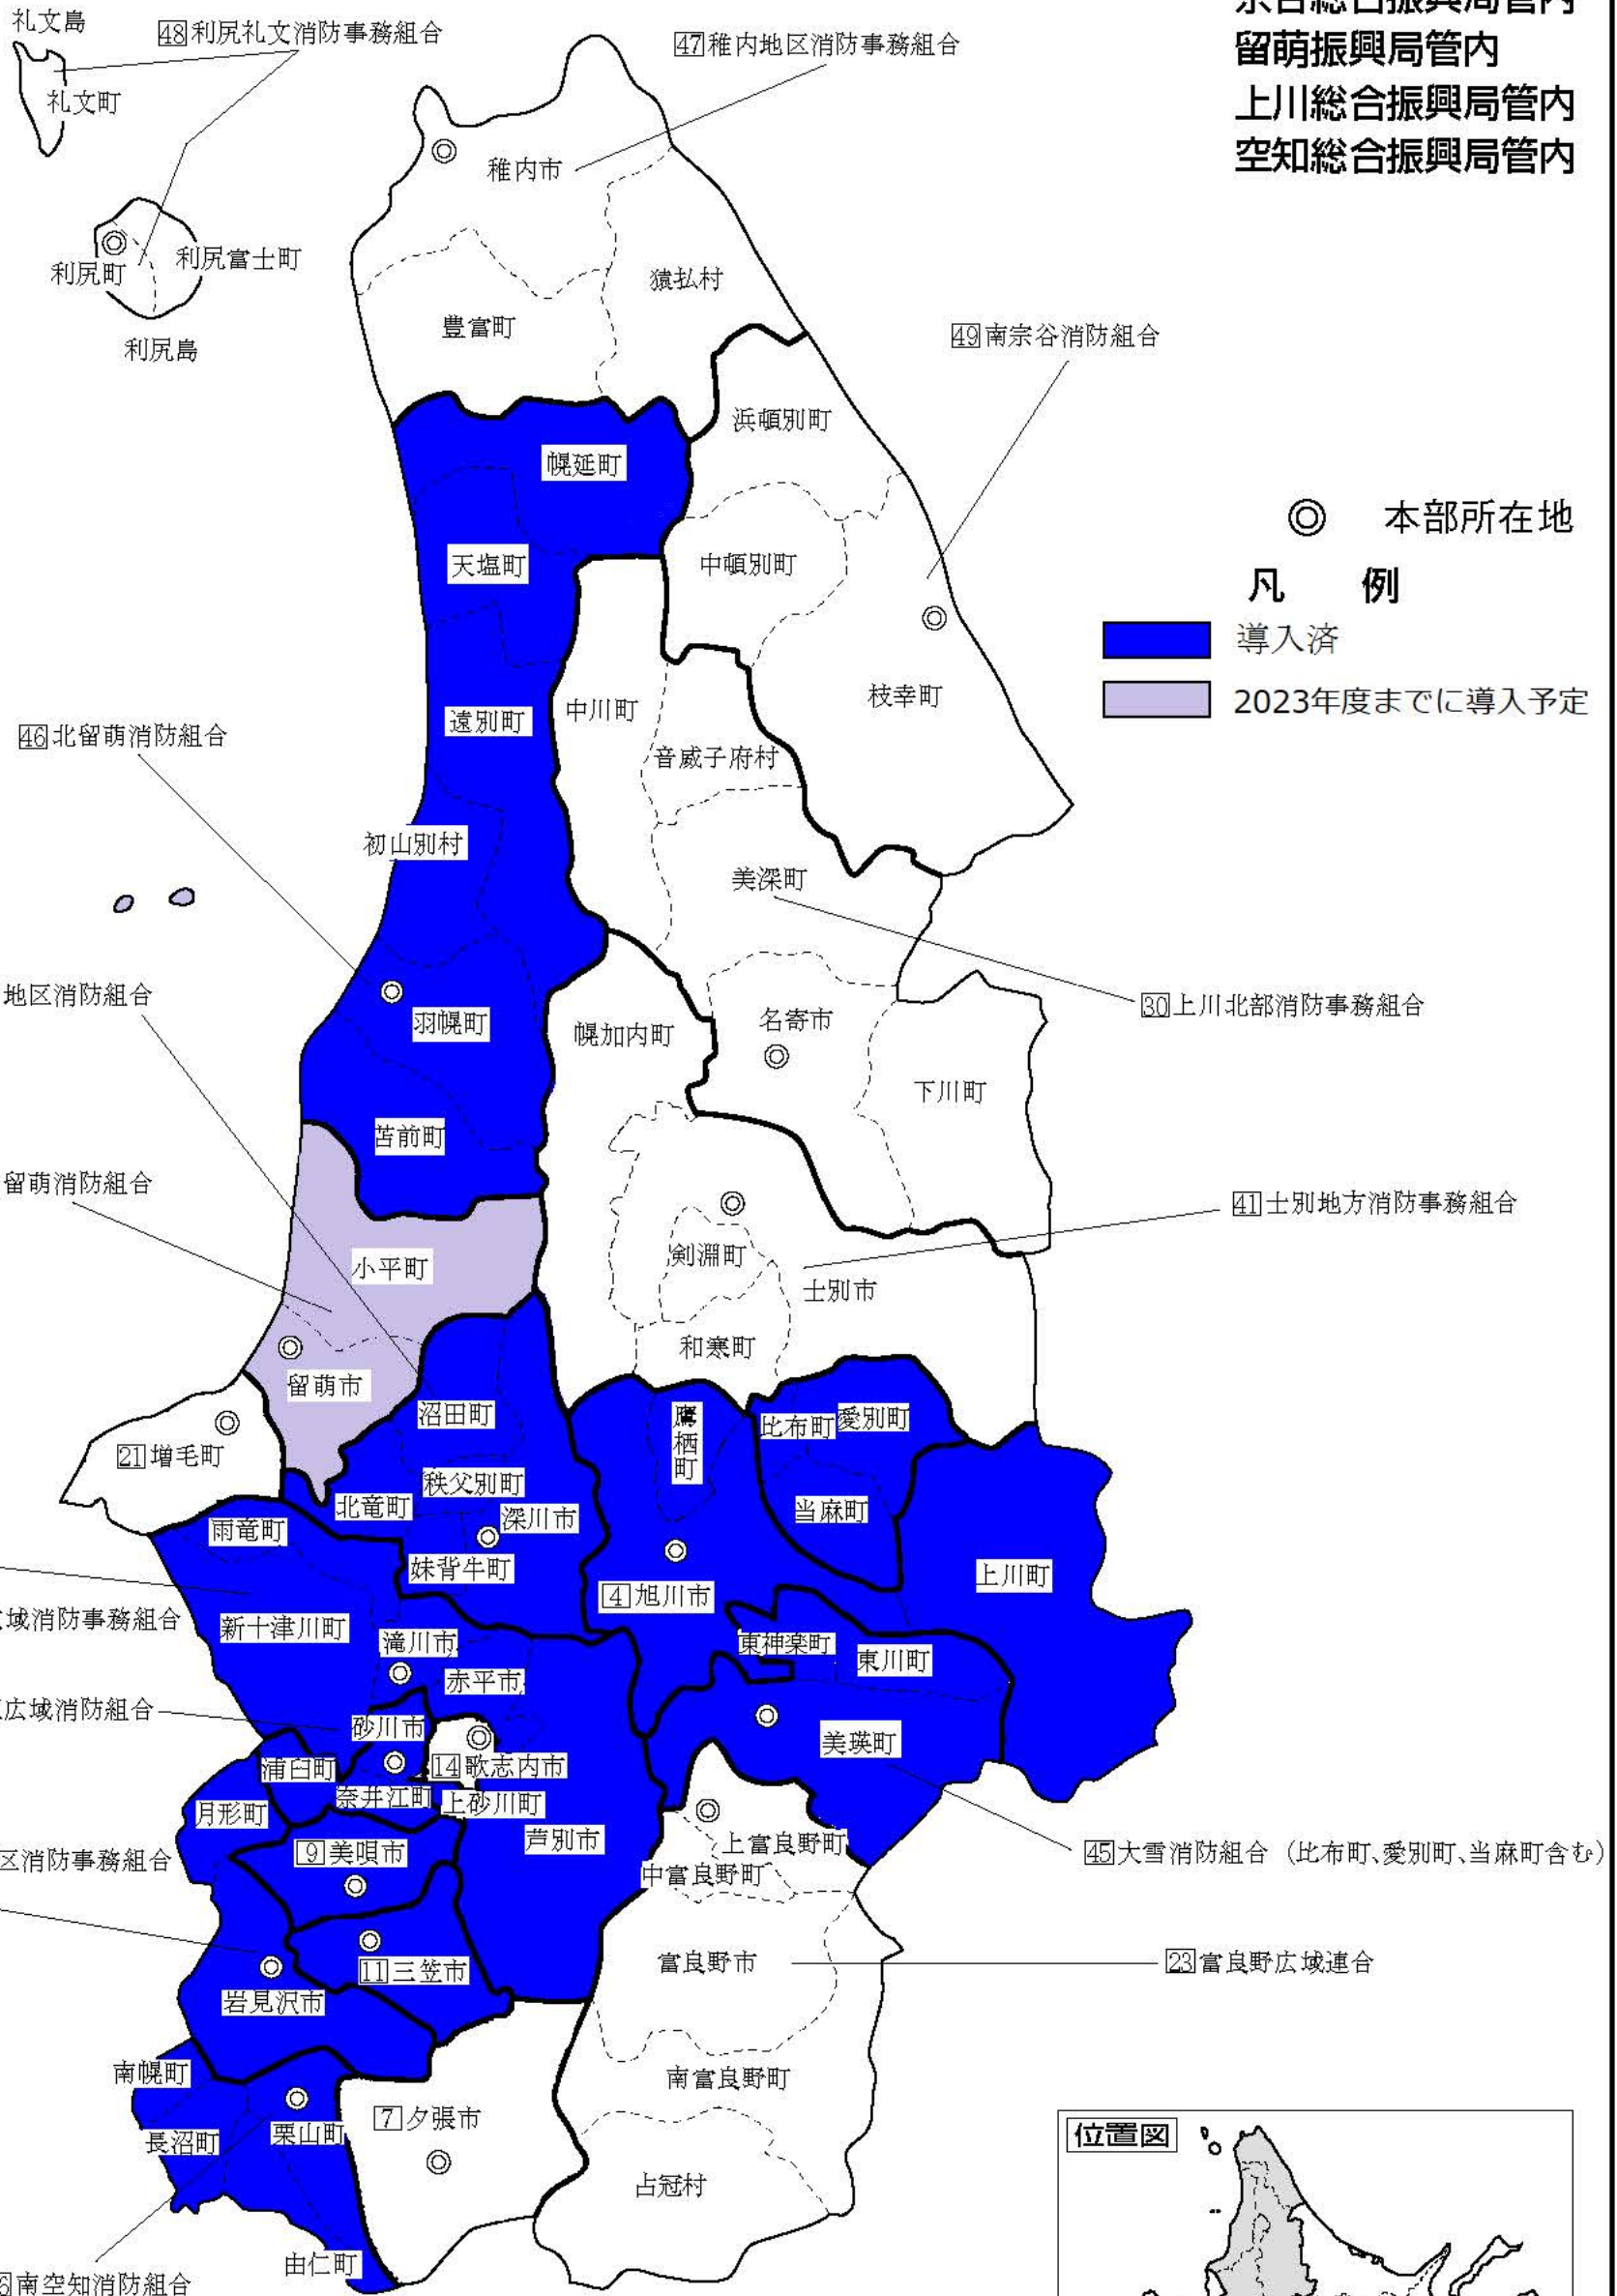 礼文島
48利尻礼文消防事務組合
47稚内地区消防事務組合
宗谷総合振興局管内
留萌振興局管内
上川総合振興局管内
空知総合振興局管内
礼文町
稚内市
利尻町
利尻富士町
利尻島
猿払村
豊富町
49南宗谷消防組合
浜頓別町
幌延町
◎ 本部所在地
凡 例
導入済
2023年度までに導入予定
天塩町
中頓別町
枝幸町
遠別町
中川町
音威子府村
46北留萌消防組合
初山別村
美深町
地区消防組合
30上川北部消防事務組合
羽幌町
幌加内町
名寄市
下川町
苫前町
留萌消防組合
41士別地方消防事務組合
小平町
剣淵町
士別市
和寒町
留萌市
沼田町
鷹栖町
比布町
愛別町
21増毛町
秩父別町
北竜町
深川市
当麻町
雨竜町
妹背牛町
4旭川市
上川町
域消防事務組合
新十津川町
滝川市
東神楽町
東川町
赤平市
広域消防組合
砂川市
美瑛町
浦臼町
14歌志内市
奈井江町
上砂川町
月形町
芦別市
上富良野町
9美唄市
中富良野町
区消防事務組合
45大雪消防組合（比布町、愛別町、当麻町含む）
富良野市
23富良野広域連合
11三笠市
岩見沢市
南幌町
南富良野町
7夕張市
長沼町
栗山町
位置図
占冠村
由仁町
南空知消防組合